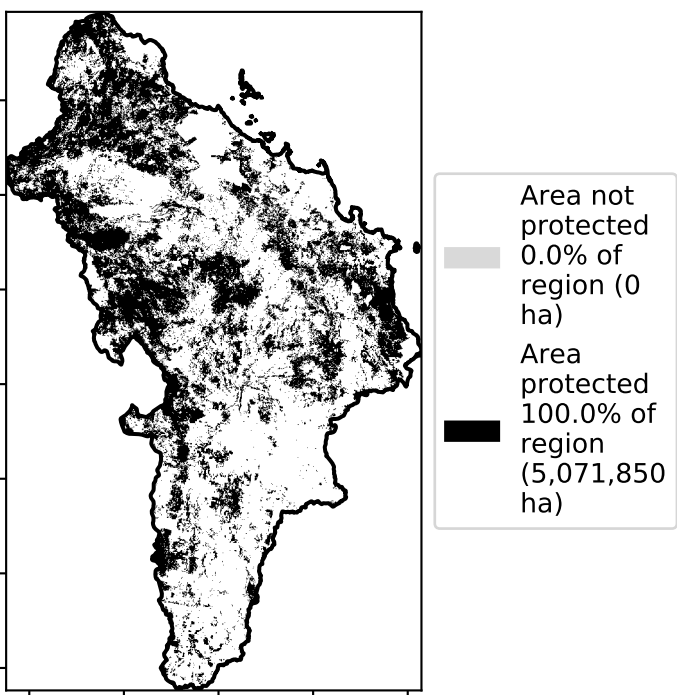 Area not
protected
0.0% of
region (0
ha)
Area
protected
100.0% of
region
(5,071,850
ha)